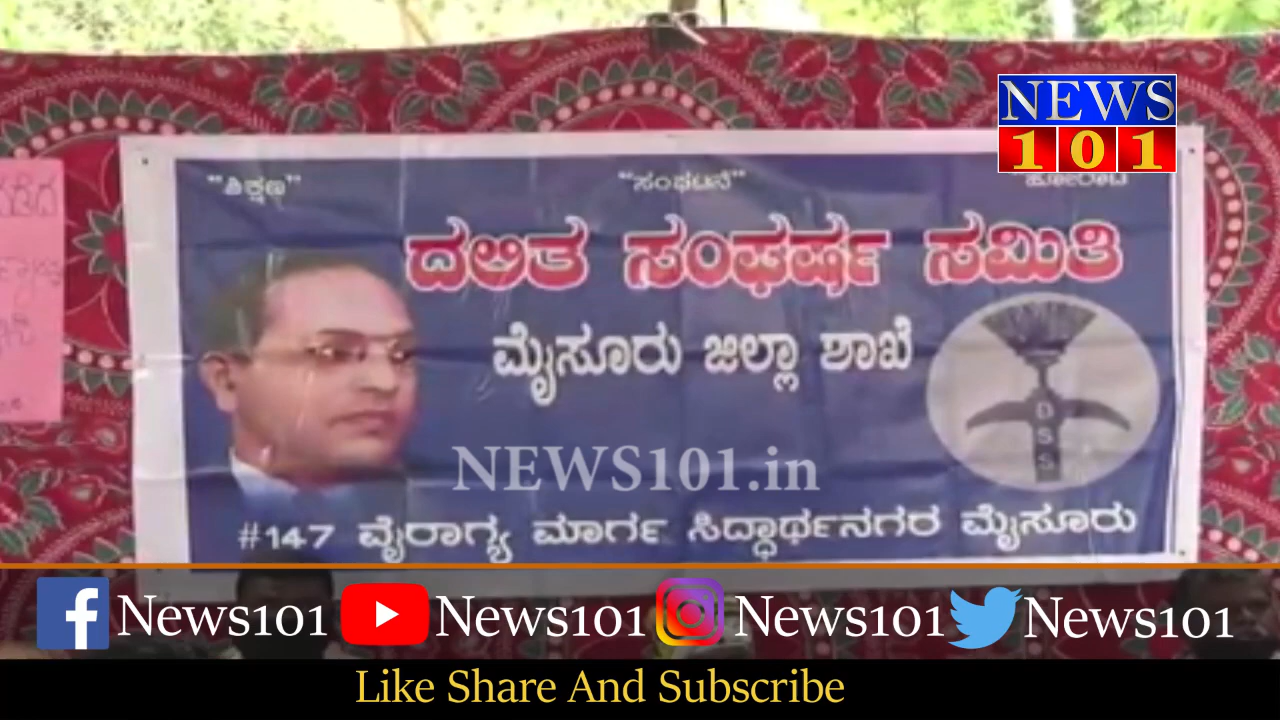 NEWS
101
"ಶಿಕ್ಷಣ" "ಸಂಘಟನೆ" "ಹೋರಾಟ"
ದಲಿತ ಸಂಘರ್ಷ ಸಮಿತಿ
ಮೈಸೂರು ಜಿಲ್ಲಾ ಶಾಖೆ
DSS
NEWS101.in
#147 ವೈರಾಗ್ಯ ಮಾರ್ಗ ಸಿದ್ಧಾರ್ಥನಗರ ಮೈಸೂರು
News101 News101 News101 News101
Like Share And Subscribe